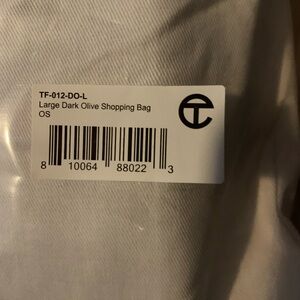 TF-012-DO-L
Large Dark Olive Shopping Bag
OS
8 10064 88022 3